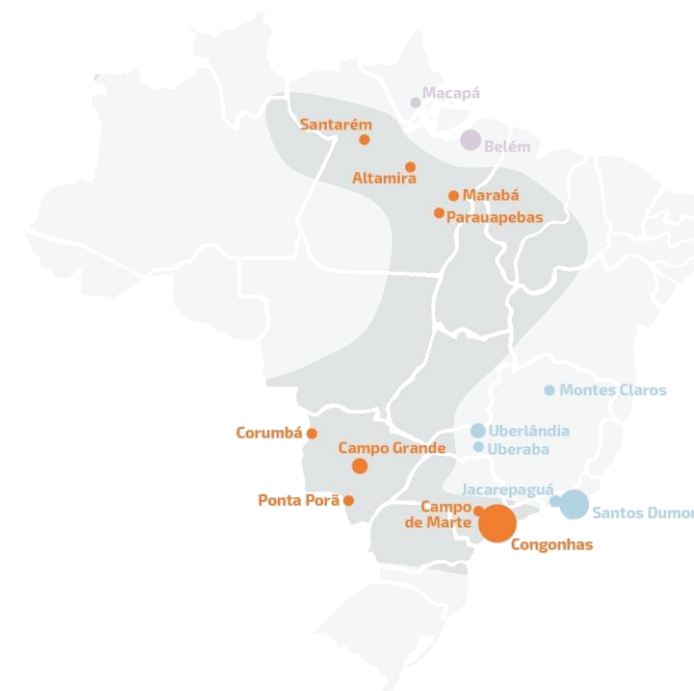 Macapá
Santarém
Belém
Altamira
Marabá
Parauapebas
Montes Claros
Corumbá
Uberlândia
Campo Grande
Uberaba
Jacarepaguá
Ponta Porã
Campo
de Marte
Santos Dumon
Congonhas